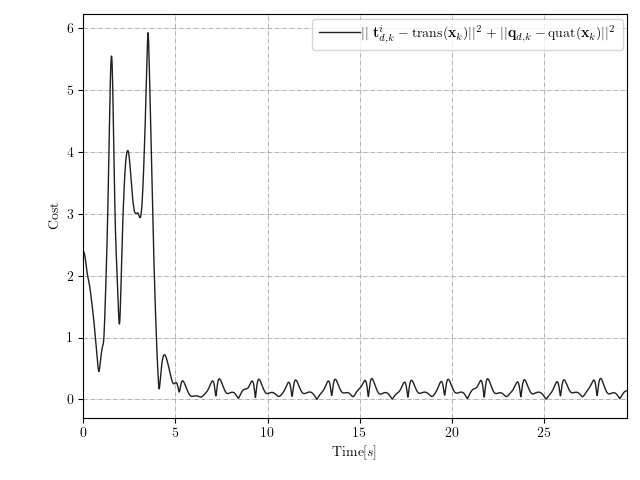 || t^i_{d,k} − trans(x_k)||² + ||q_{d,k} − quat(x_k)||²
6
5
4
3
2
1
0
Cost
0 5 10 15 20 25
Time[s]